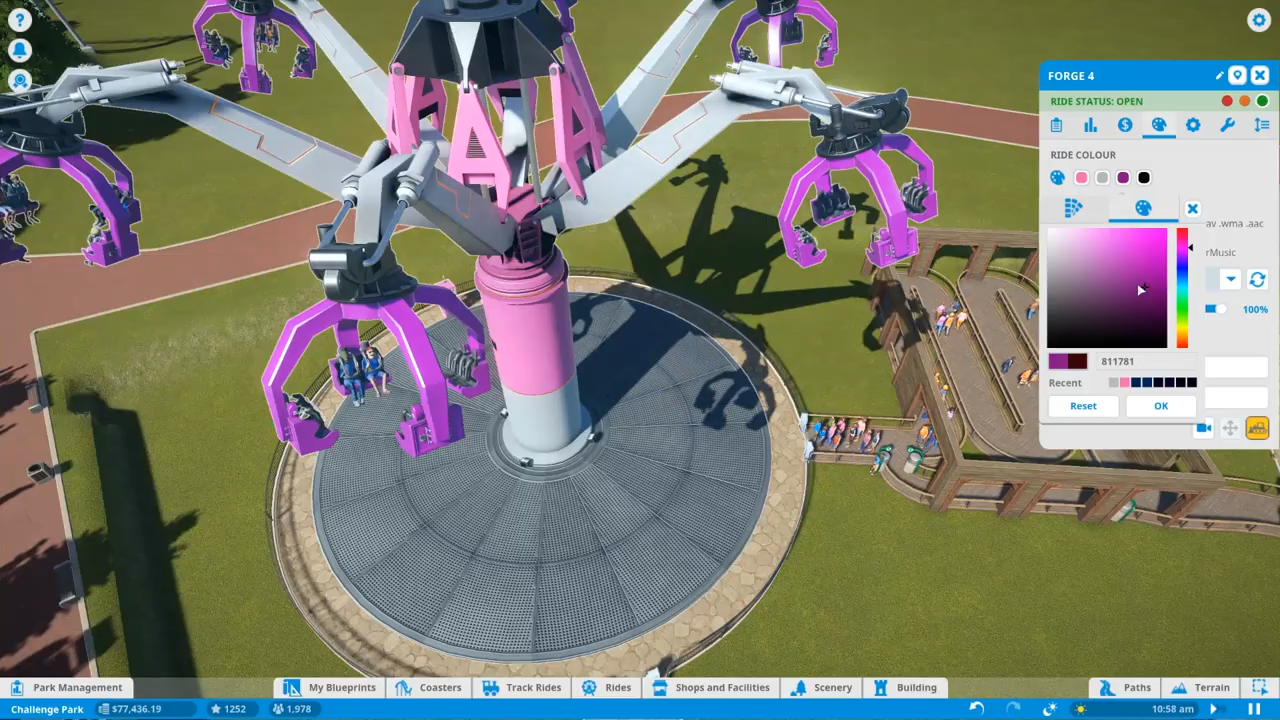 FORGE 4
RIDE STATUS: OPEN
RIDE COLOUR
av .wma .aac
rMusic
100%
811781
Recent
Reset
OK
Park Management
My Blueprints
Coasters
Track Rides
Rides
Shops and Facilities
Scenery
Building
Paths
Terrain
Challenge Park
$77,436.19
1252
1,978
10:58 am